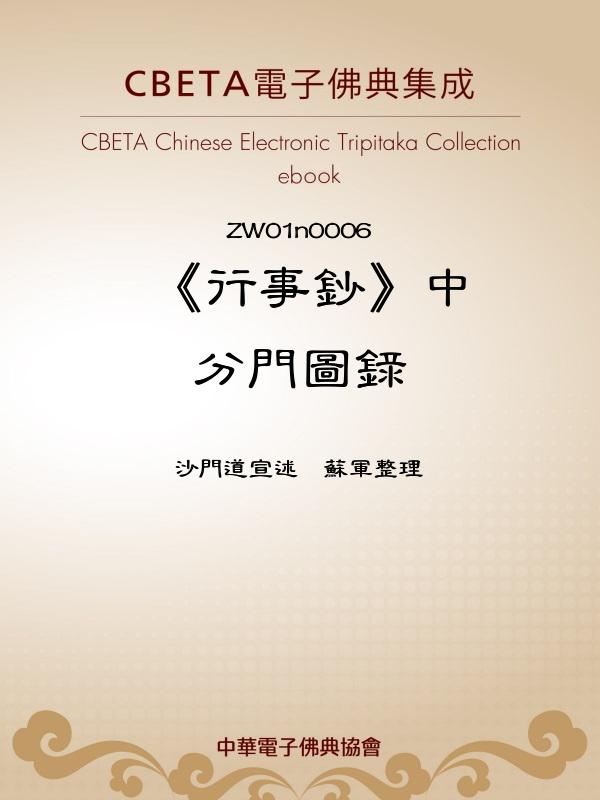 CBETA電子佛典集成
CBETA Chinese Electronic Tripitaka Collection
ebook
ZW01n0006
《行事鈔》中
分門圖錄
沙門道宣述 蘇軍整理
中華電子佛典協會